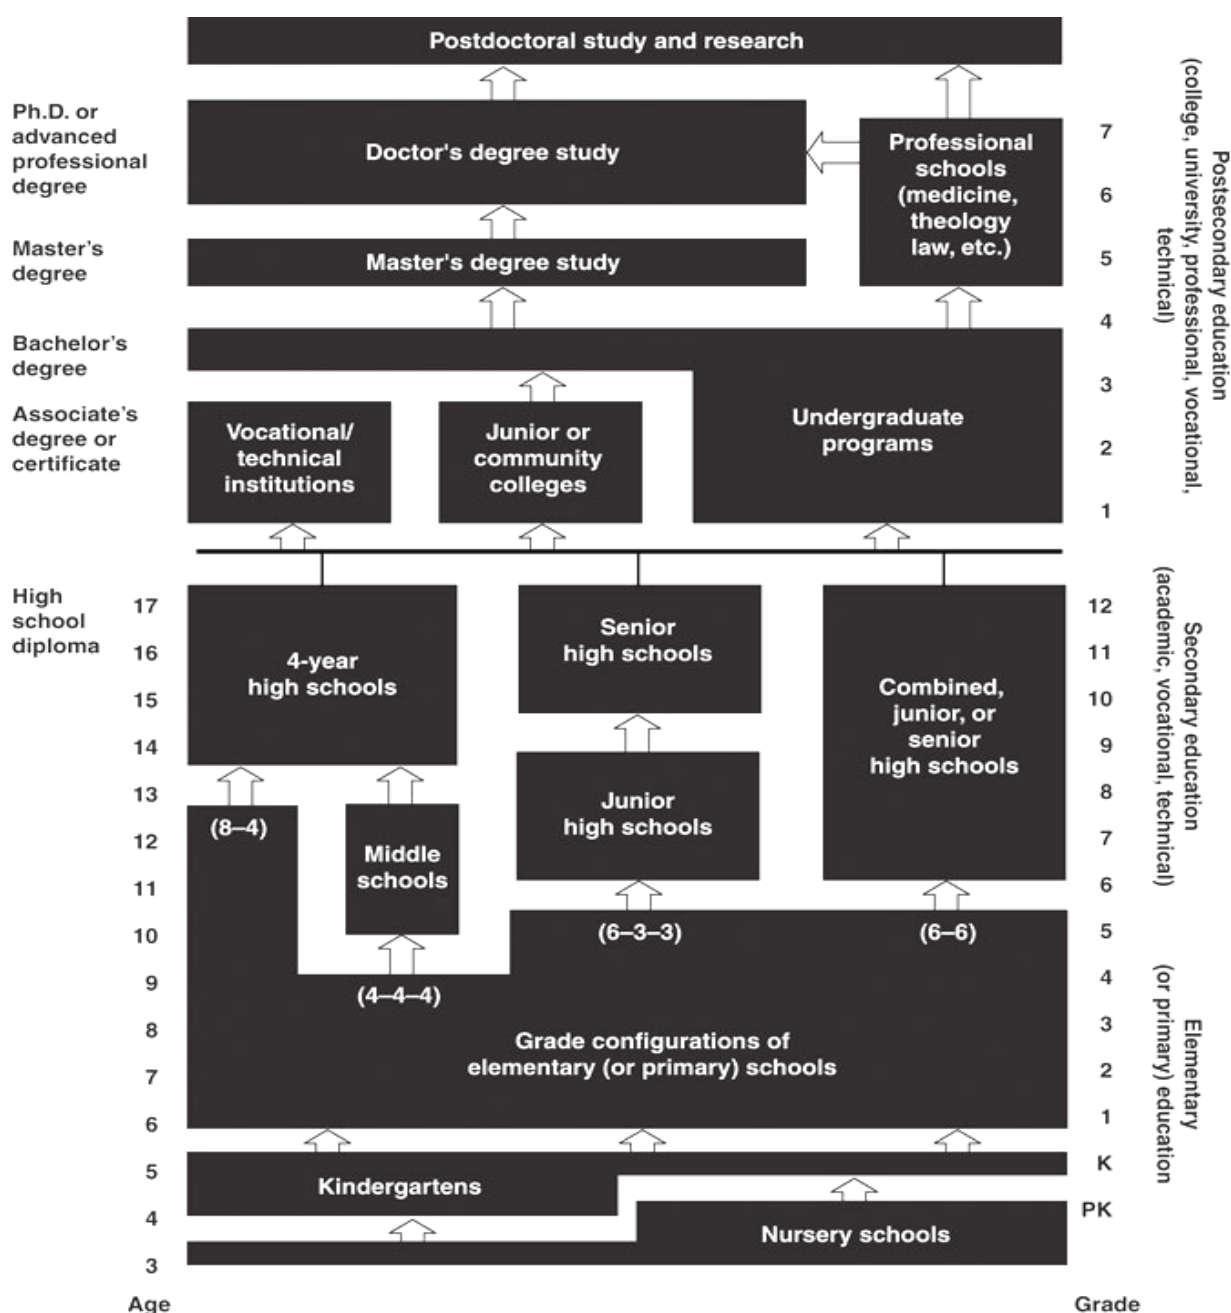 Postdoctoral study and research
Ph.D. or
advanced
professional
degree
Doctor's degree study
Professional
schools
(medicine,
theology
law, etc.)
7
6
Master's
degree
Master's degree study
5
4
Bachelor's
degree
3
Undergraduate
programs
Associate's
degree or
certificate
Vocational/
technical
institutions
Junior or
community
colleges
2
1
Postsecondary education
(college, university, professional, vocational,
technical)
High
school
diploma
17
16
15
14
13
12
11
10
9
8
7
6
5
4
3
Age
4-year
high schools
Senior
high schools
Combined,
junior, or
senior
high schools
Junior
high schools
(8–4)
Middle
schools
(6–3–3)
(6–6)
(4–4–4)
Grade configurations of
elementary (or primary) schools
Kindergartens
Nursery schools
12
11
10
9
8
7
6
5
4
3
2
1
K
PK
Grade
Secondary education
(academic, vocational, technical)
Elementary
(or primary) education